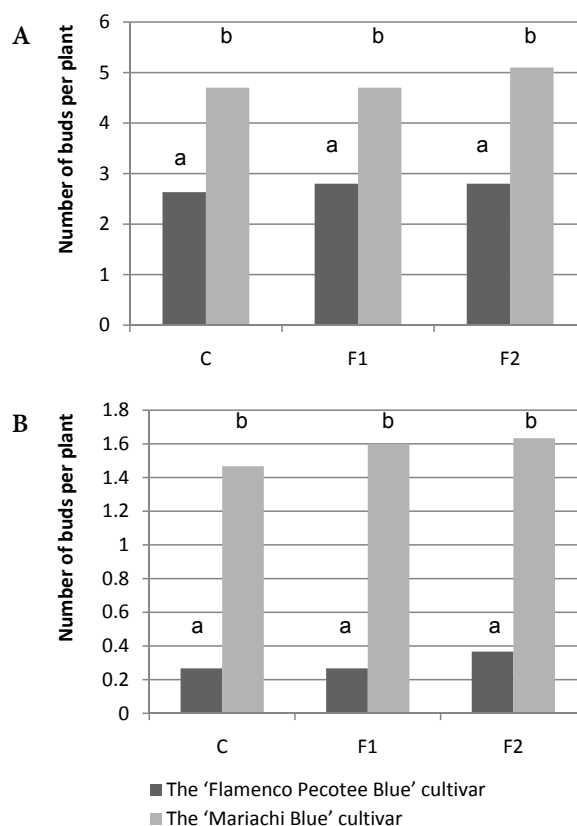 A
Number of buds per plant
6
5
4
3
2
1
0
b b b
a a a
C F1 F2
B
Number of buds per plant
1.8
1.6
1.4
1.2
1
0.8
0.6
0.4
0.2
0
b b b
a a a
C F1 F2
The ‘Flamenco Pecotee Blue’ cultivar
The ‘Mariachi Blue’ cultivar